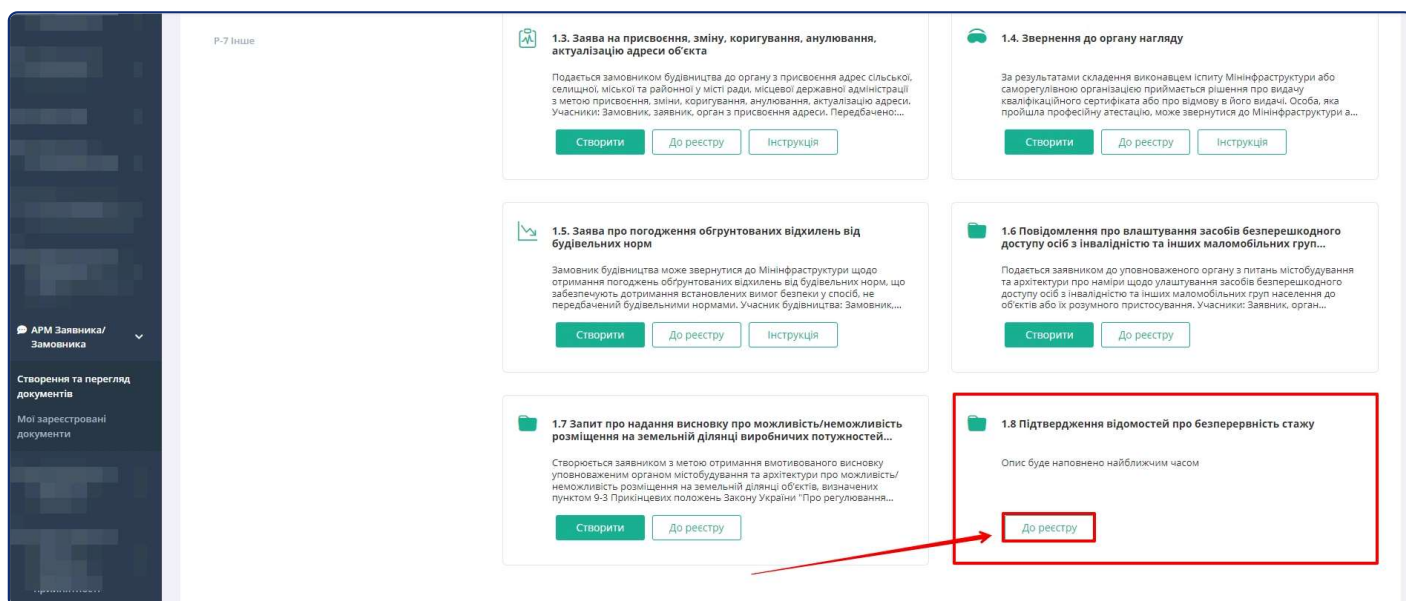 Р-7 Інше
1.3. Заява на присвоєння, зміну, коригування, анулювання,
актуалізацію адреси об'єкта
Подається замовником будівництва до органу з присвоєння адрес сільської,
селищної, міської та районної у місті ради, місцевої державної адміністрації
з метою присвоєння, зміни, коригування, анулювання, актуалізацію адреси.
Учасники: Замовник, заявник, орган з присвоєння адреси. Передбачено:...
Створити
До реєстру
Інструкція
1.4. Звернення до органу нагляду
За результатами складення виконавцем іспиту Мінінфраструктури або
саморегулівною організацією приймається рішення про видачу
кваліфікаційного сертифіката або про відмову в його видачі. Особа, яка
пройшла професійну атестацію, може звернутися до Мінінфраструктури а...
Створити
До реєстру
Інструкція
1.5. Заява про погодження обґрунтованих відхилень від
будівельних норм
Замовник будівництва може звернутися до Мінінфраструктури щодо
отримання погоджень обґрунтованих відхилень від будівельних норм, що
забезпечують дотримання встановлених вимог безпеки у спосіб, не
передбачений будівельними нормами. Учасник будівництва: Замовник,...
Створити
До реєстру
Інструкція
1.6 Повідомлення про влаштування засобів безперешкодного
доступу осіб з інвалідністю та інших маломобільних груп...
Подається заявником до уповноваженого органу з питань містобудування
та архітектури про наміри щодо улаштування засобів безперешкодного
доступу осіб з інвалідністю та інших маломобільних груп населення до
об'єктів або їх розумного пристосування. Учасники: Заявник, орган...
Створити
До реєстру
АРМ Заявника/
Замовника
Створення та перегляд
документів
Мої зареєстровані
документи
1.7 Запит про надання висновку про можливість/неможливість
розміщення на земельній ділянці виробничих потужностей...
Створюється заявником з метою отримання вмотивованого висновку
уповноваженим органом містобудування та архітектури про можливість/
неможливість розміщення на земельній ділянці об'єктів, визначених
пунктом 9-3 Прикінцевих положень Закону України "Про регулювання...
Створити
До реєстру
1.8 Підтвердження відомостей про безперервність стажу
Опис буде наповнено найближчим часом
До реєстру